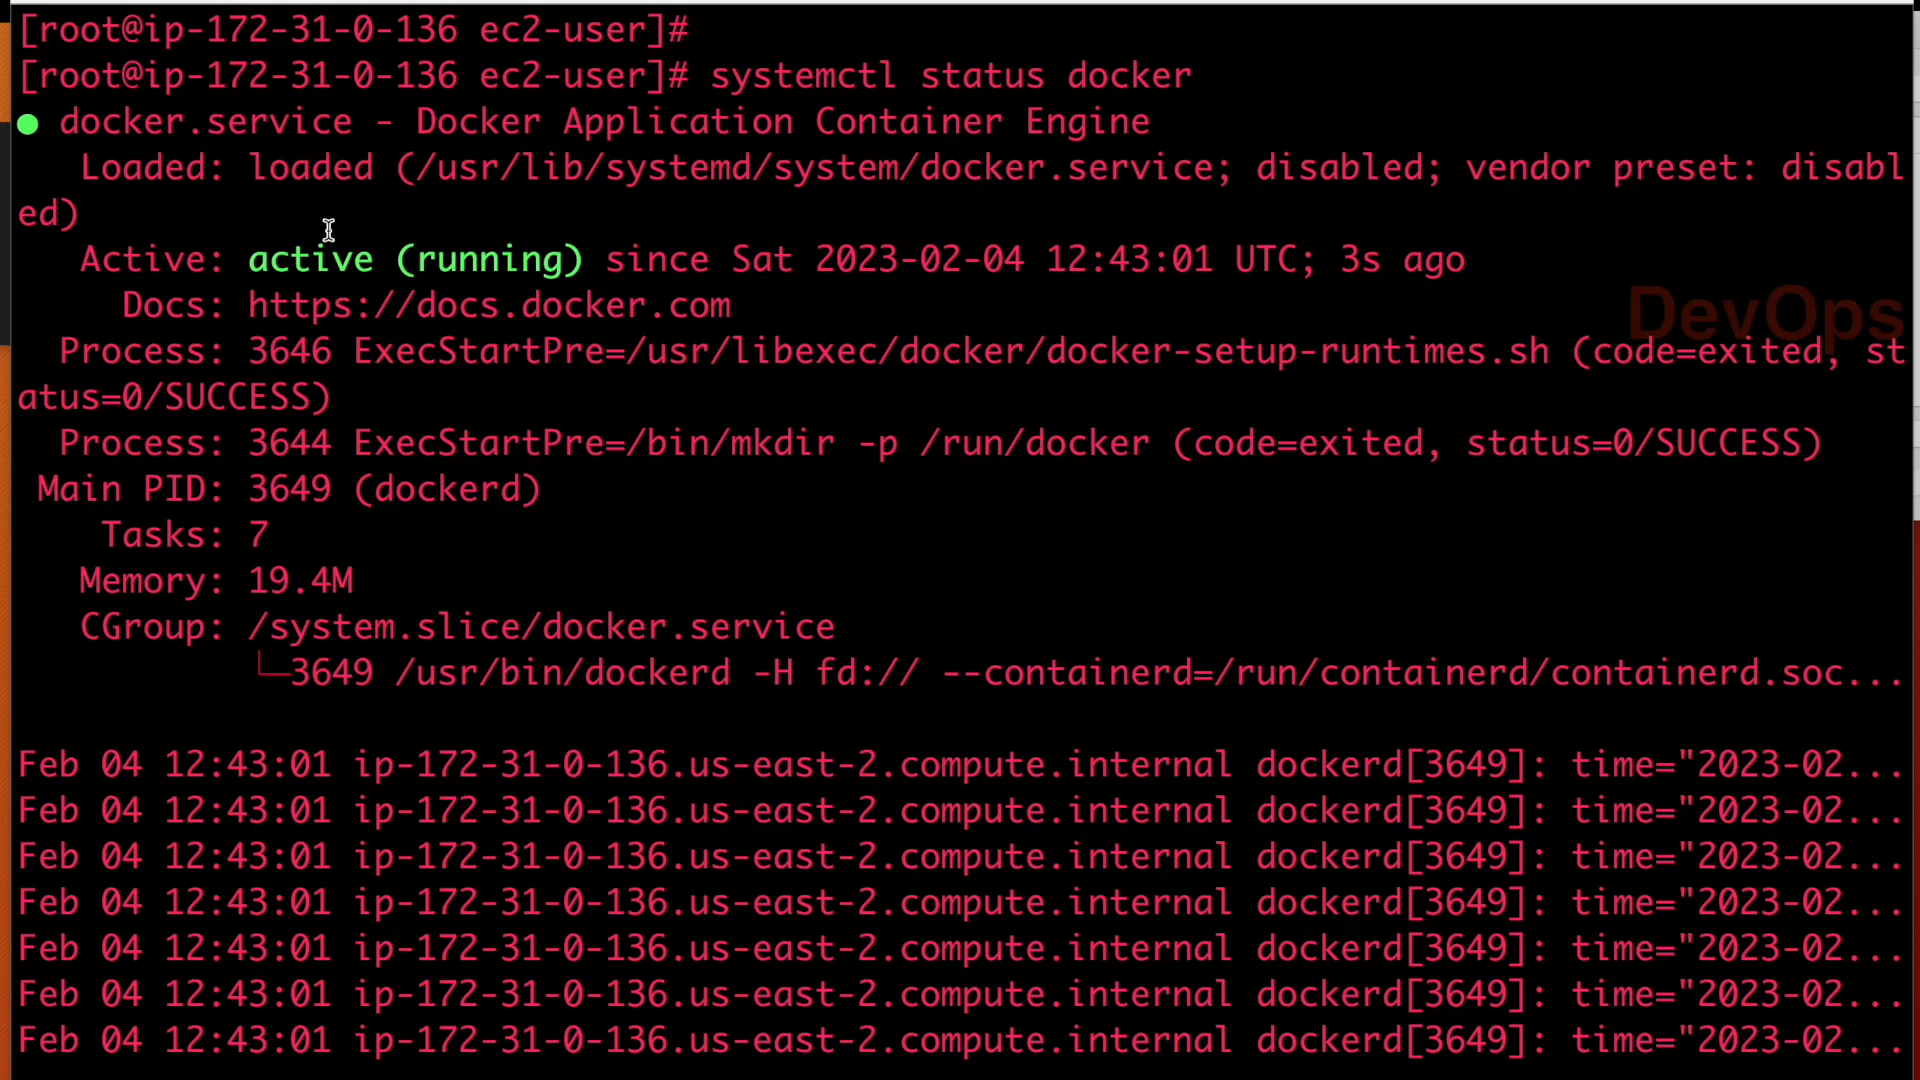 [root@ip-172-31-0-136 ec2-user]#
[root@ip-172-31-0-136 ec2-user]# systemctl status docker
● docker.service - Docker Application Container Engine
   Loaded: loaded (/usr/lib/systemd/system/docker.service; disabled; vendor preset: disabl
ed)
   Active: active (running) since Sat 2023-02-04 12:43:01 UTC; 3s ago
     Docs: https://docs.docker.com
DevOps
  Process: 3646 ExecStartPre=/usr/libexec/docker/docker-setup-runtimes.sh (code=exited, st
atus=0/SUCCESS)
  Process: 3644 ExecStartPre=/bin/mkdir -p /run/docker (code=exited, status=0/SUCCESS)
 Main PID: 3649 (dockerd)
    Tasks: 7
   Memory: 19.4M
   CGroup: /system.slice/docker.service
           └─3649 /usr/bin/dockerd -H fd:// --containerd=/run/containerd/containerd.soc...
Feb 04 12:43:01 ip-172-31-0-136.us-east-2.compute.internal dockerd[3649]: time="2023-02...
Feb 04 12:43:01 ip-172-31-0-136.us-east-2.compute.internal dockerd[3649]: time="2023-02...
Feb 04 12:43:01 ip-172-31-0-136.us-east-2.compute.internal dockerd[3649]: time="2023-02...
Feb 04 12:43:01 ip-172-31-0-136.us-east-2.compute.internal dockerd[3649]: time="2023-02...
Feb 04 12:43:01 ip-172-31-0-136.us-east-2.compute.internal dockerd[3649]: time="2023-02...
Feb 04 12:43:01 ip-172-31-0-136.us-east-2.compute.internal dockerd[3649]: time="2023-02...
Feb 04 12:43:01 ip-172-31-0-136.us-east-2.compute.internal dockerd[3649]: time="2023-02...